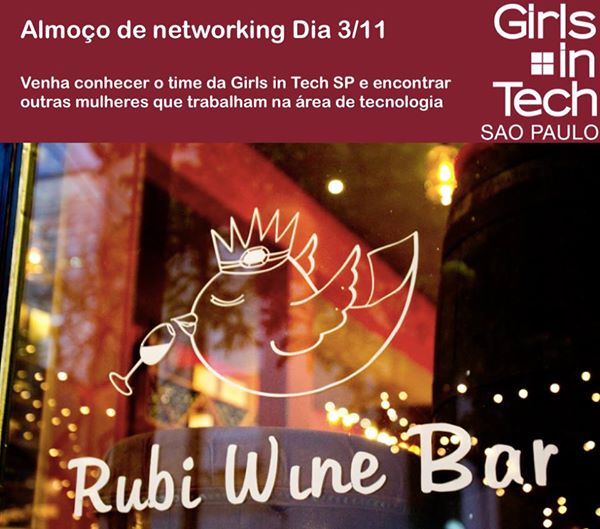 Almoço de networking Dia 3/11
Venha conhecer o time da Girls in Tech SP e encontrar
outras mulheres que trabalham na área de tecnologia
Girls
in
Tech
SAO PAULO
Rubi Wine Bar